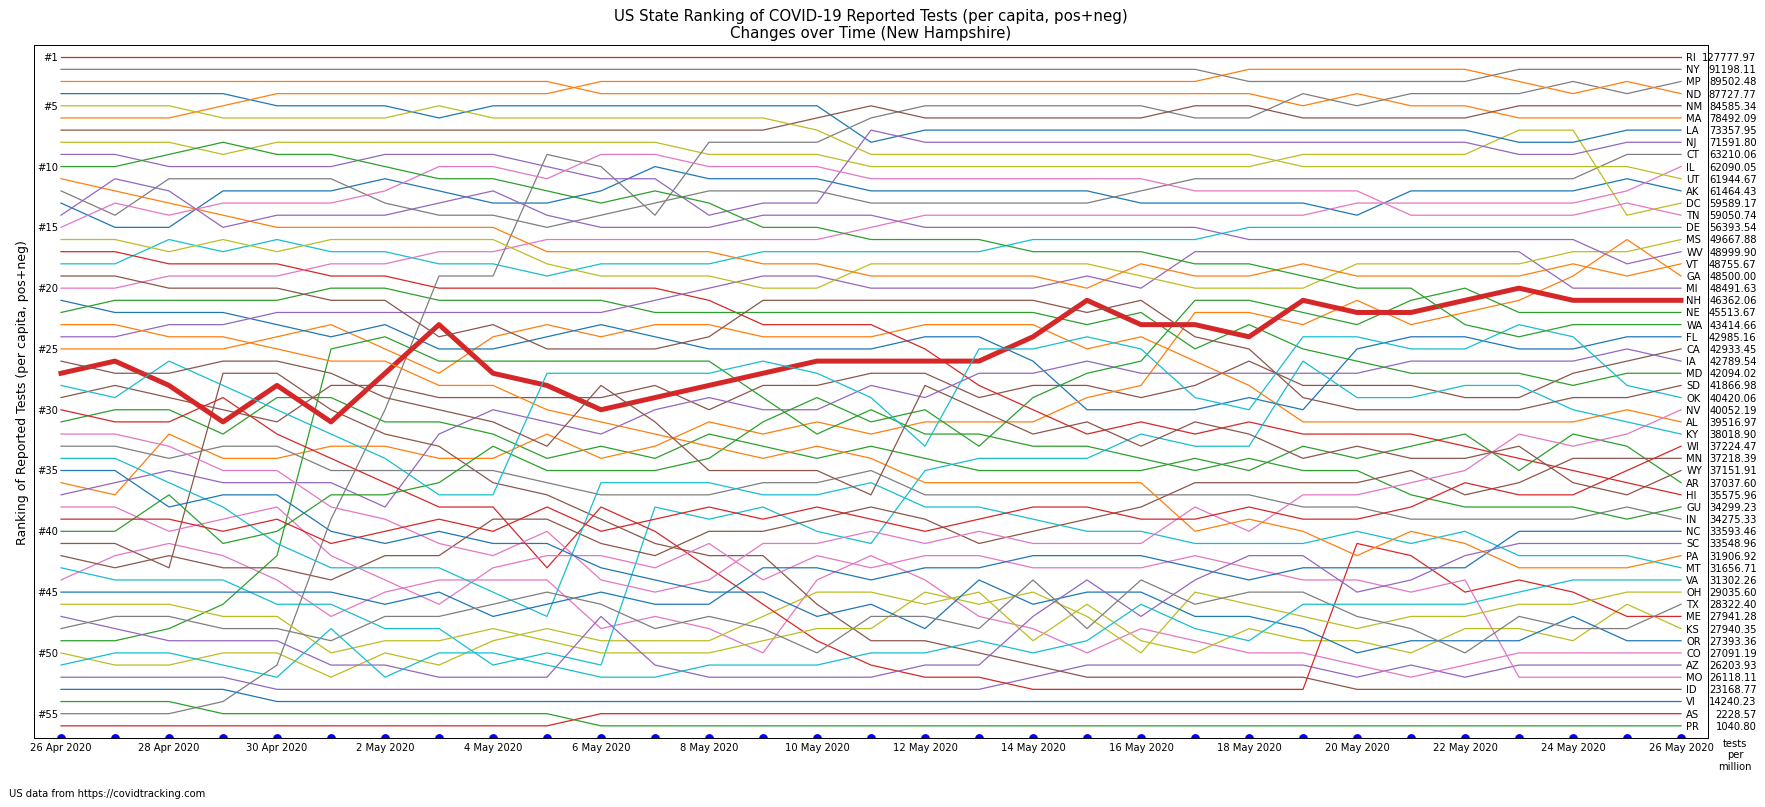 US State Ranking of COVID-19 Reported Tests (per capita, pos+neg)
Changes over Time (New Hampshire)
Ranking of Reported Tests (per capita, pos+neg)
#1
#5
#10
#15
#20
#25
#30
#35
#40
#45
#50
#55
RI 127777.97
NY 91198.11
MP 89502.48
ND 87727.77
NM 84585.34
MA 78492.09
LA 73357.95
NJ 71591.80
CT 63210.06
IL 62090.05
UT 61944.67
AK 61464.43
DC 59589.17
TN 59050.74
DE 56393.54
MS 49667.88
WV 48999.90
VT 48755.67
GA 48500.00
MI 48491.63
NH 46362.06
NE 45513.67
WA 43414.66
FL 42985.16
CA 42933.45
IA 42789.54
MD 42094.02
SD 41866.98
OK 40420.06
NV 40052.19
AL 39516.97
KY 38018.90
WI 37224.47
MN 37218.39
WY 37151.91
AR 37037.60
HI 35575.96
GU 34299.23
IN 34275.33
NC 33593.46
SC 33548.96
PA 31906.92
MT 31656.71
VA 31302.26
OH 29035.60
TX 28322.40
ME 27941.28
KS 27940.35
OR 27393.36
CO 27091.19
AZ 26203.93
MO 26118.11
ID 23168.77
VI 14240.23
AS 2228.57
PR 1040.80
26 Apr 2020
28 Apr 2020
30 Apr 2020
2 May 2020
4 May 2020
6 May 2020
8 May 2020
10 May 2020
12 May 2020
14 May 2020
16 May 2020
18 May 2020
20 May 2020
22 May 2020
24 May 2020
26 May 2020
tests
per
million
US data from https://covidtracking.com